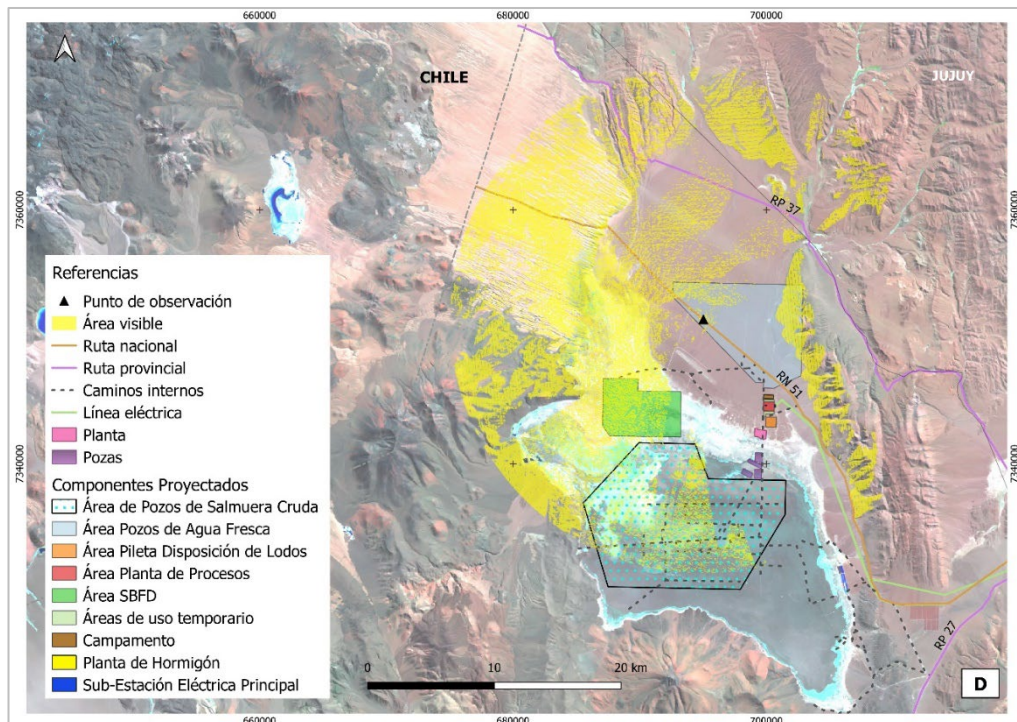 660000 680000 700000
CHILE
JUJUY
7360000
7360000
RP 37
Referencias
Punto de observación
Área visible
Ruta nacional
Ruta provincial
Caminos internos
Línea eléctrica
Planta
Pozas
Componentes Proyectados
Área de Pozos de Salmuera Cruda
Área Pozos de Agua Fresca
Área Pileta Disposición de Lodos
Área Planta de Procesos
Área SBFD
Áreas de uso temporario
Campamento
Planta de Hormigón
Sub-Estación Eléctrica Principal
RN 51
7340000
7340000
RP 27
0 10 20 km
D
660000 680000 700000